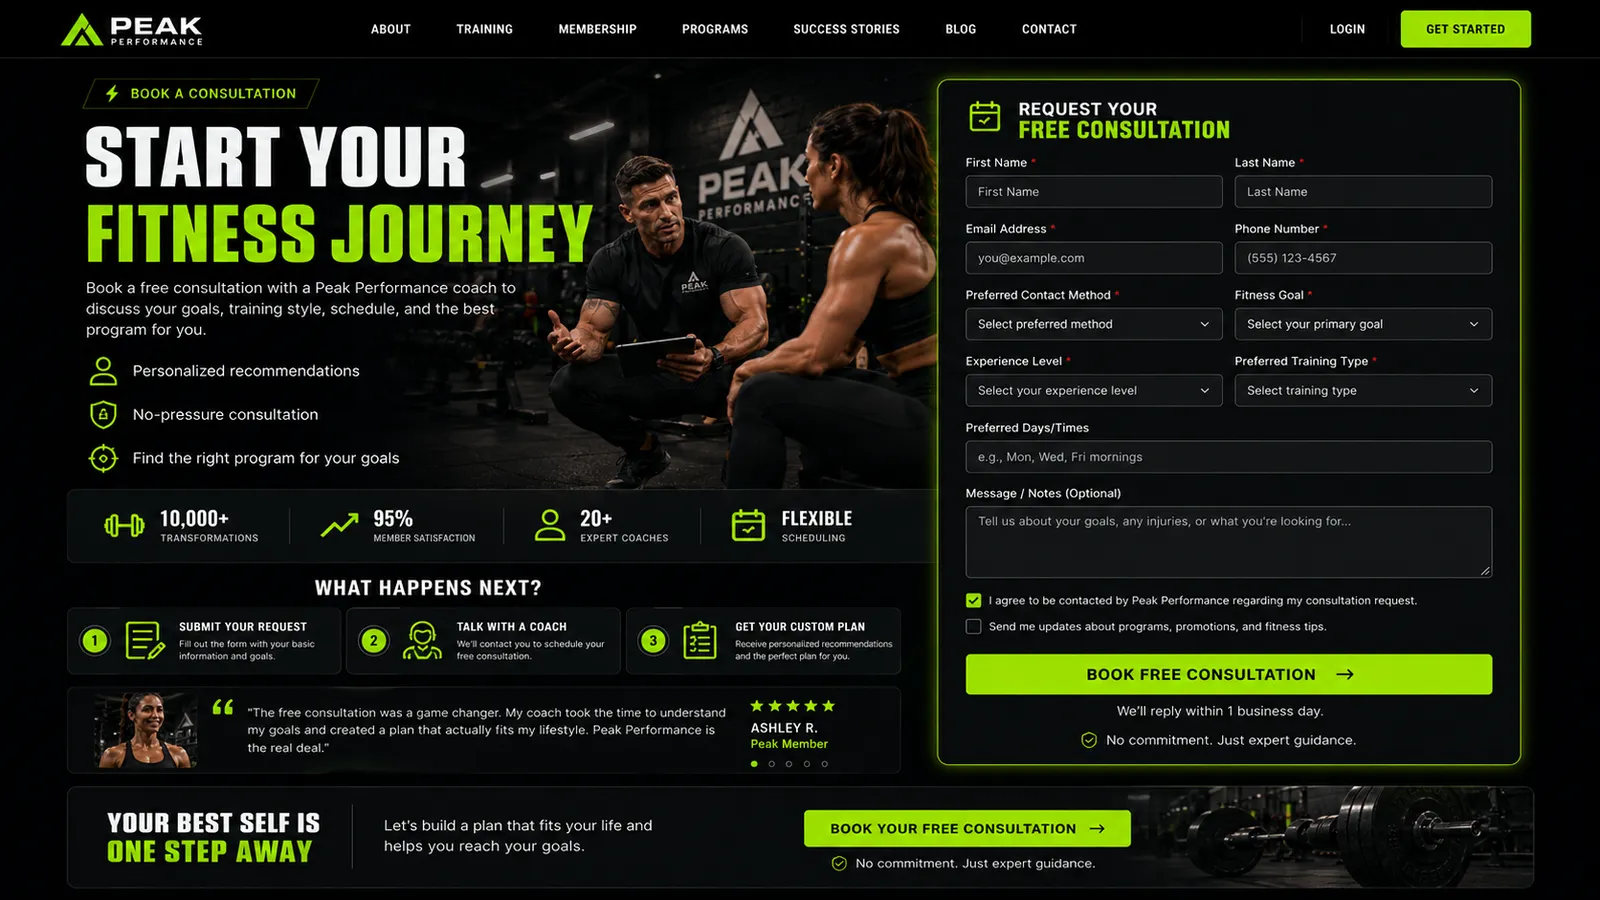 PEAK
PERFORMANCE
ABOUT
TRAINING
MEMBERSHIP
PROGRAMS
SUCCESS STORIES
BLOG
CONTACT
LOGIN
GET STARTED
BOOK A CONSULTATION
START YOUR
FITNESS JOURNEY
Book a free consultation with a Peak Performance coach to
discuss your goals, training style, schedule, and the best
program for you.
Personalized recommendations
No-pressure consultation
Find the right program for your goals
PEAK
PERFORMANCE
PEAK
10,000+
TRANSFORMATIONS
95%
MEMBER SATISFACTION
20+
EXPERT COACHES
FLEXIBLE
SCHEDULING
WHAT HAPPENS NEXT?
1
SUBMIT YOUR REQUEST
Fill out the form with your basic
information and goals.
2
TALK WITH A COACH
We'll contact you to schedule your
free consultation.
3
GET YOUR CUSTOM PLAN
Receive personalized recommendations
and the perfect plan for you.
"The free consultation was a game changer. My coach took the time to understand
my goals and created a plan that actually fits my lifestyle. Peak Performance is
the real deal."
ASHLEY R.
Peak Member
REQUEST YOUR
FREE CONSULTATION
First Name *
Last Name *
First Name
Last Name
Email Address *
Phone Number *
you@example.com
(555) 123-4567
Preferred Contact Method *
Fitness Goal *
Select preferred method
Select your primary goal
Experience Level *
Preferred Training Type *
Select your experience level
Select training type
Preferred Days/Times
e.g., Mon, Wed, Fri mornings
Message / Notes (Optional)
Tell us about your goals, any injuries, or what you're looking for...
I agree to be contacted by Peak Performance regarding my consultation request.
Send me updates about programs, promotions, and fitness tips.
BOOK FREE CONSULTATION →
We'll reply within 1 business day.
No commitment. Just expert guidance.
YOUR BEST SELF IS
ONE STEP AWAY
Let's build a plan that fits your life and
helps you reach your goals.
BOOK YOUR FREE CONSULTATION →
No commitment. Just expert guidance.